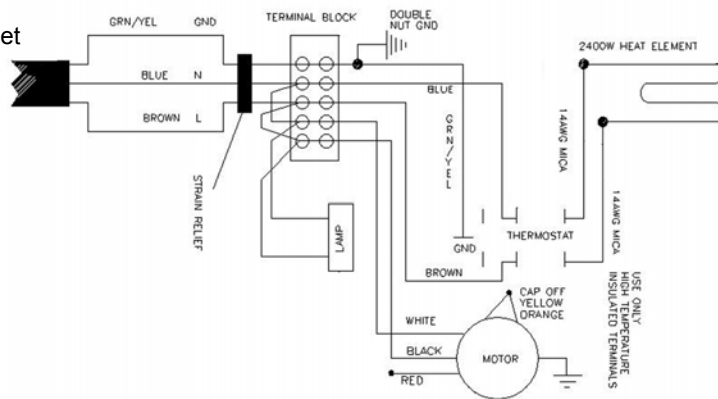 et
GRN/YEL GND
BLUE N
BROWN L
STRAIN RELIEF
TERMINAL BLOCK
DOUBLE
NUT GND
2400W HEAT ELEMENT
BLUE
GRN/YEL
14AWG MICA
14AWG MICA
LAMP
GND
THERMOSTAT
BROWN
USE ONLY
HIGH TEMPERATURE
INSULATED TERMINALS
CAP OFF
YELLOW
ORANGE
WHITE
BLACK
MOTOR
RED